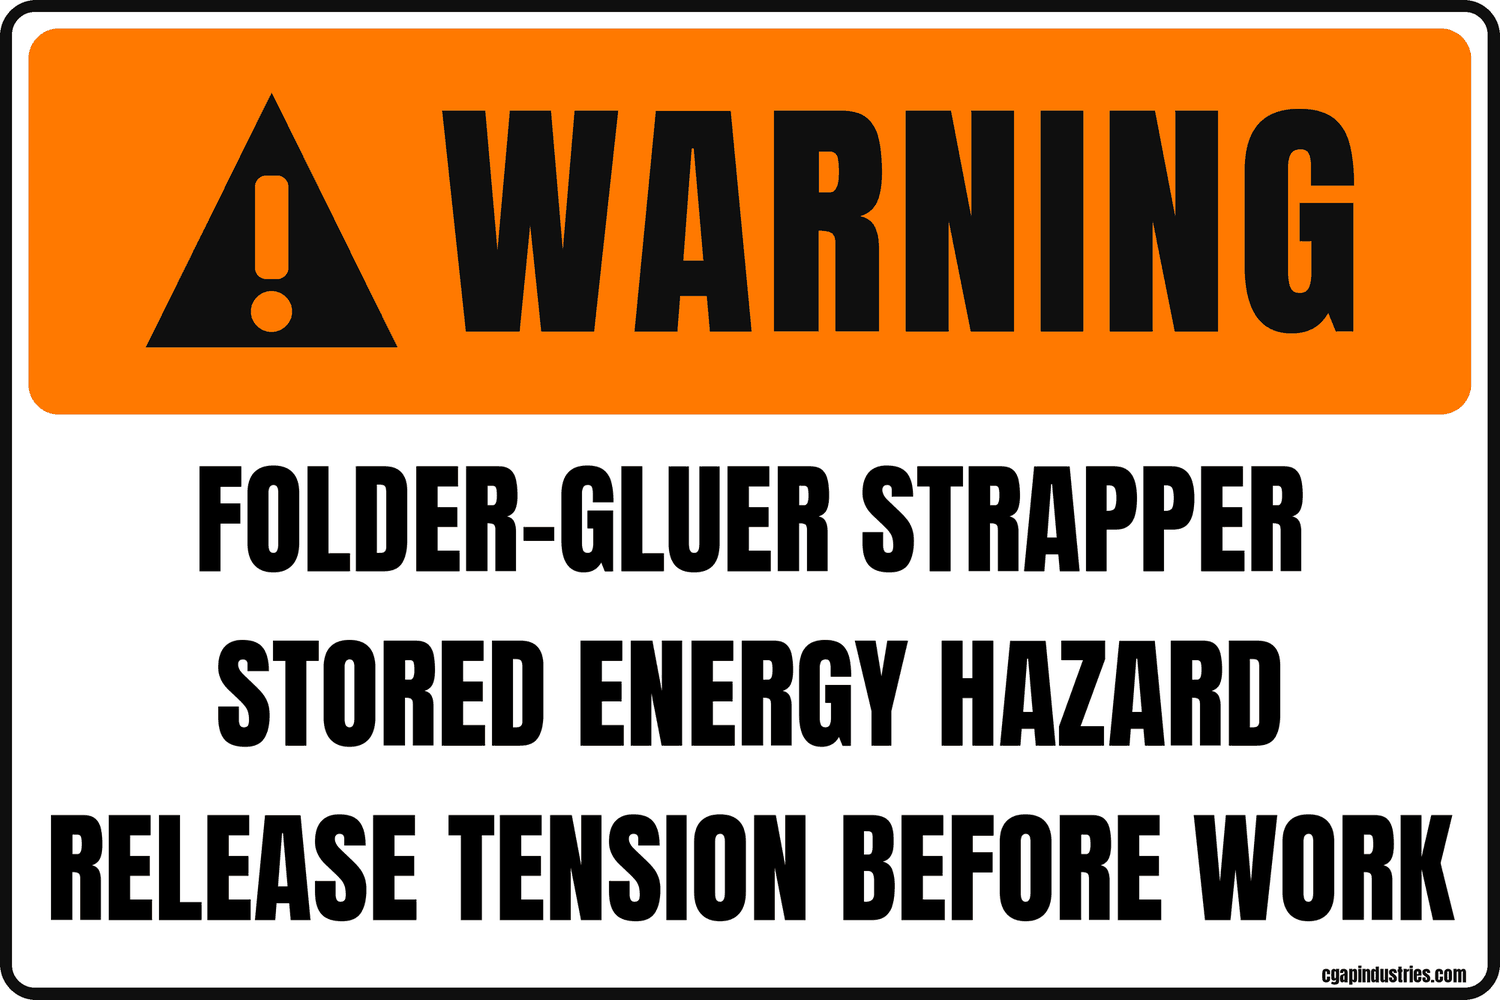 WARNING
FOLDER-GLUER STRAPPER
STORED ENERGY HAZARD
RELEASE TENSION BEFORE WORK
cgapindustries.com